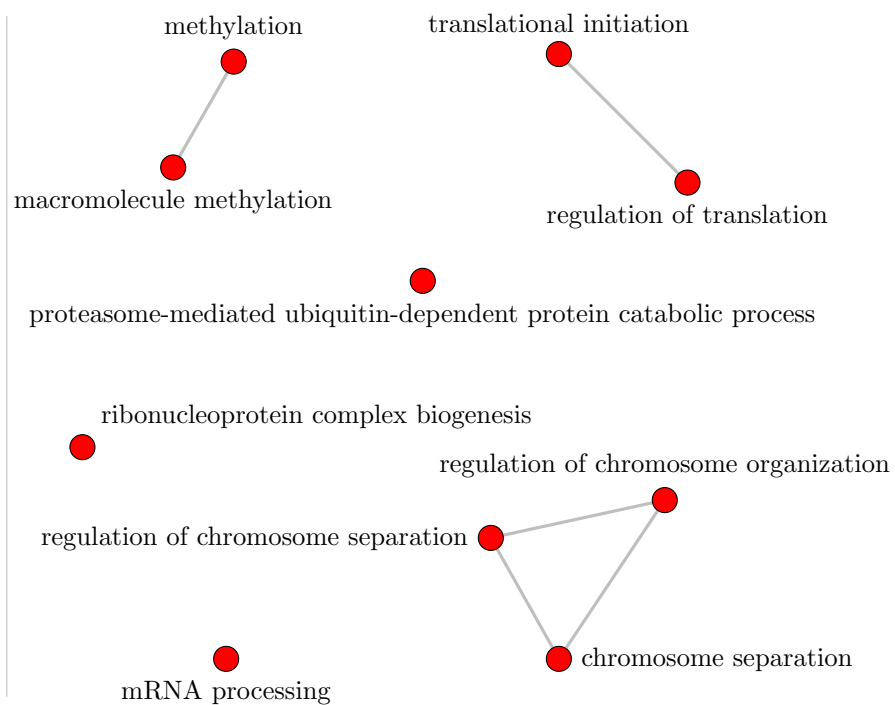 methylation
translational initiation
macromolecule methylation
regulation of translation
proteasome-mediated ubiquitin-dependent protein catabolic process
ribonucleoprotein complex biogenesis
regulation of chromosome organization
regulation of chromosome separation
chromosome separation
mRNA processing